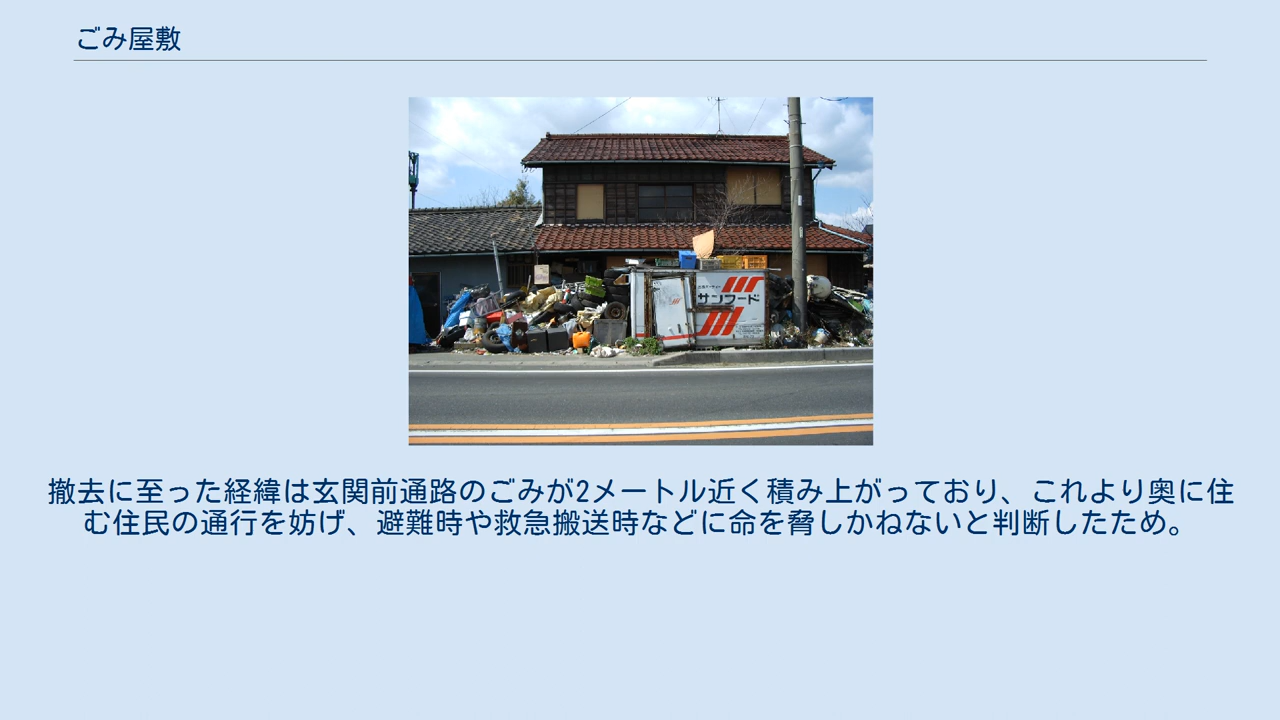 ごみ屋敷
サンフード
撤去に至った経緯は玄関前通路のごみが2メートル近く積み上がっており、これより奥に住
む住民の通行を妨げ、避難時や救急搬送時などに命を脅しかねないと判断したため。